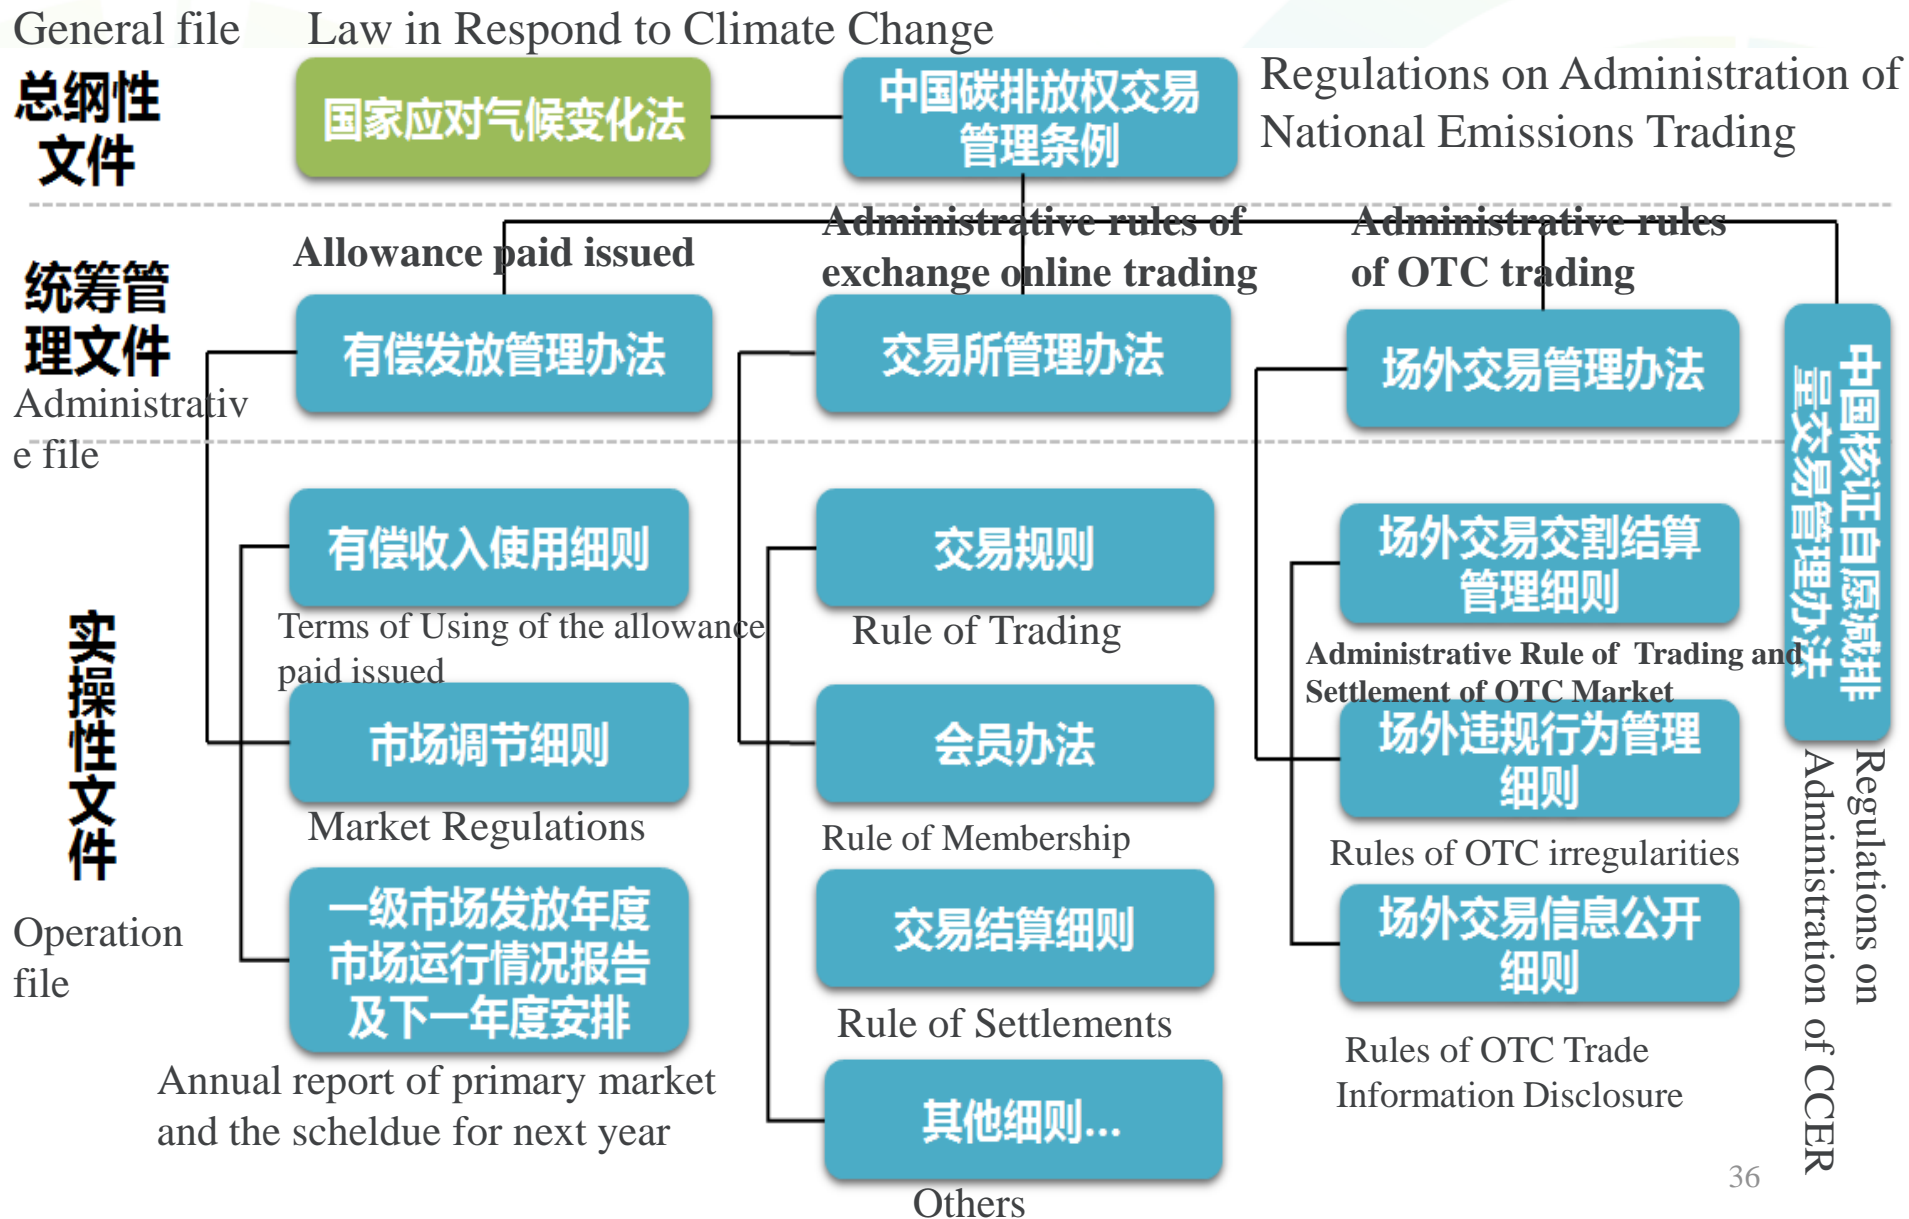 General file
Law in Respond to Climate Change
总纲性
文件
国家应对气候变化法
中国碳排放权交易
管理条例
Regulations on Administration of
National Emissions Trading
统筹管
理文件
Administrativ
e file
Allowance paid issued
有偿发放管理办法
Administrative rules of
exchange online trading
交易所管理办法
Administrative rules
of OTC trading
场外交易管理办法
中国核证自愿减排
量交易管理办法
Regulations on
Administration of CCER
实操性文件
Operation
file
有偿收入使用细则
Terms of Using of the allowance
paid issued
市场调节细则
Market Regulations
一级市场发放年度
市场运行情况报告
及下一年度安排
Annual report of primary market
and the scheldue for next year
交易规则
Rule of Trading
会员办法
Rule of Membership
交易结算细则
Rule of Settlements
其他细则...
Others
场外交易交割结算
管理细则
Administrative Rule of Trading and
Settlement of OTC Market
场外违规行为管理
细则
Rules of OTC irregularities
场外交易信息公开
细则
Rules of OTC Trade
Information Disclosure
36